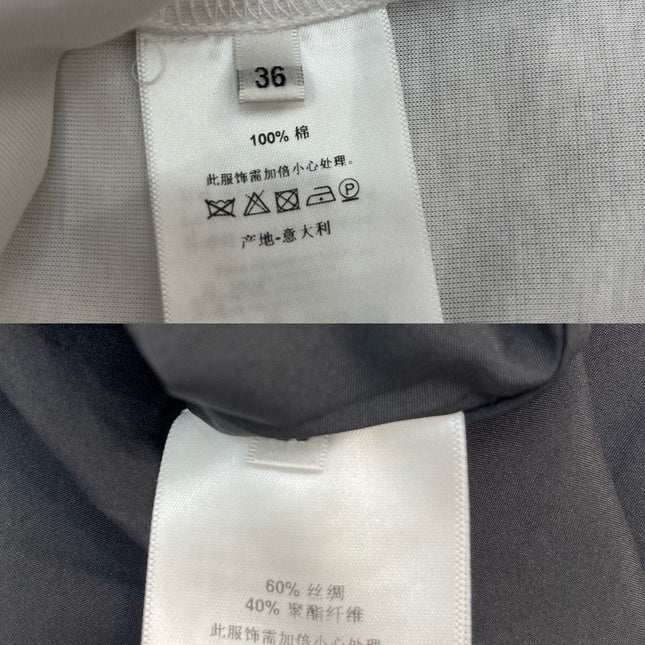 36
100% 棉
此服饰需加倍小心处理。
P
产地-意大利
60% 丝绸
40% 聚酯纤维
此服饰需加倍小心处理